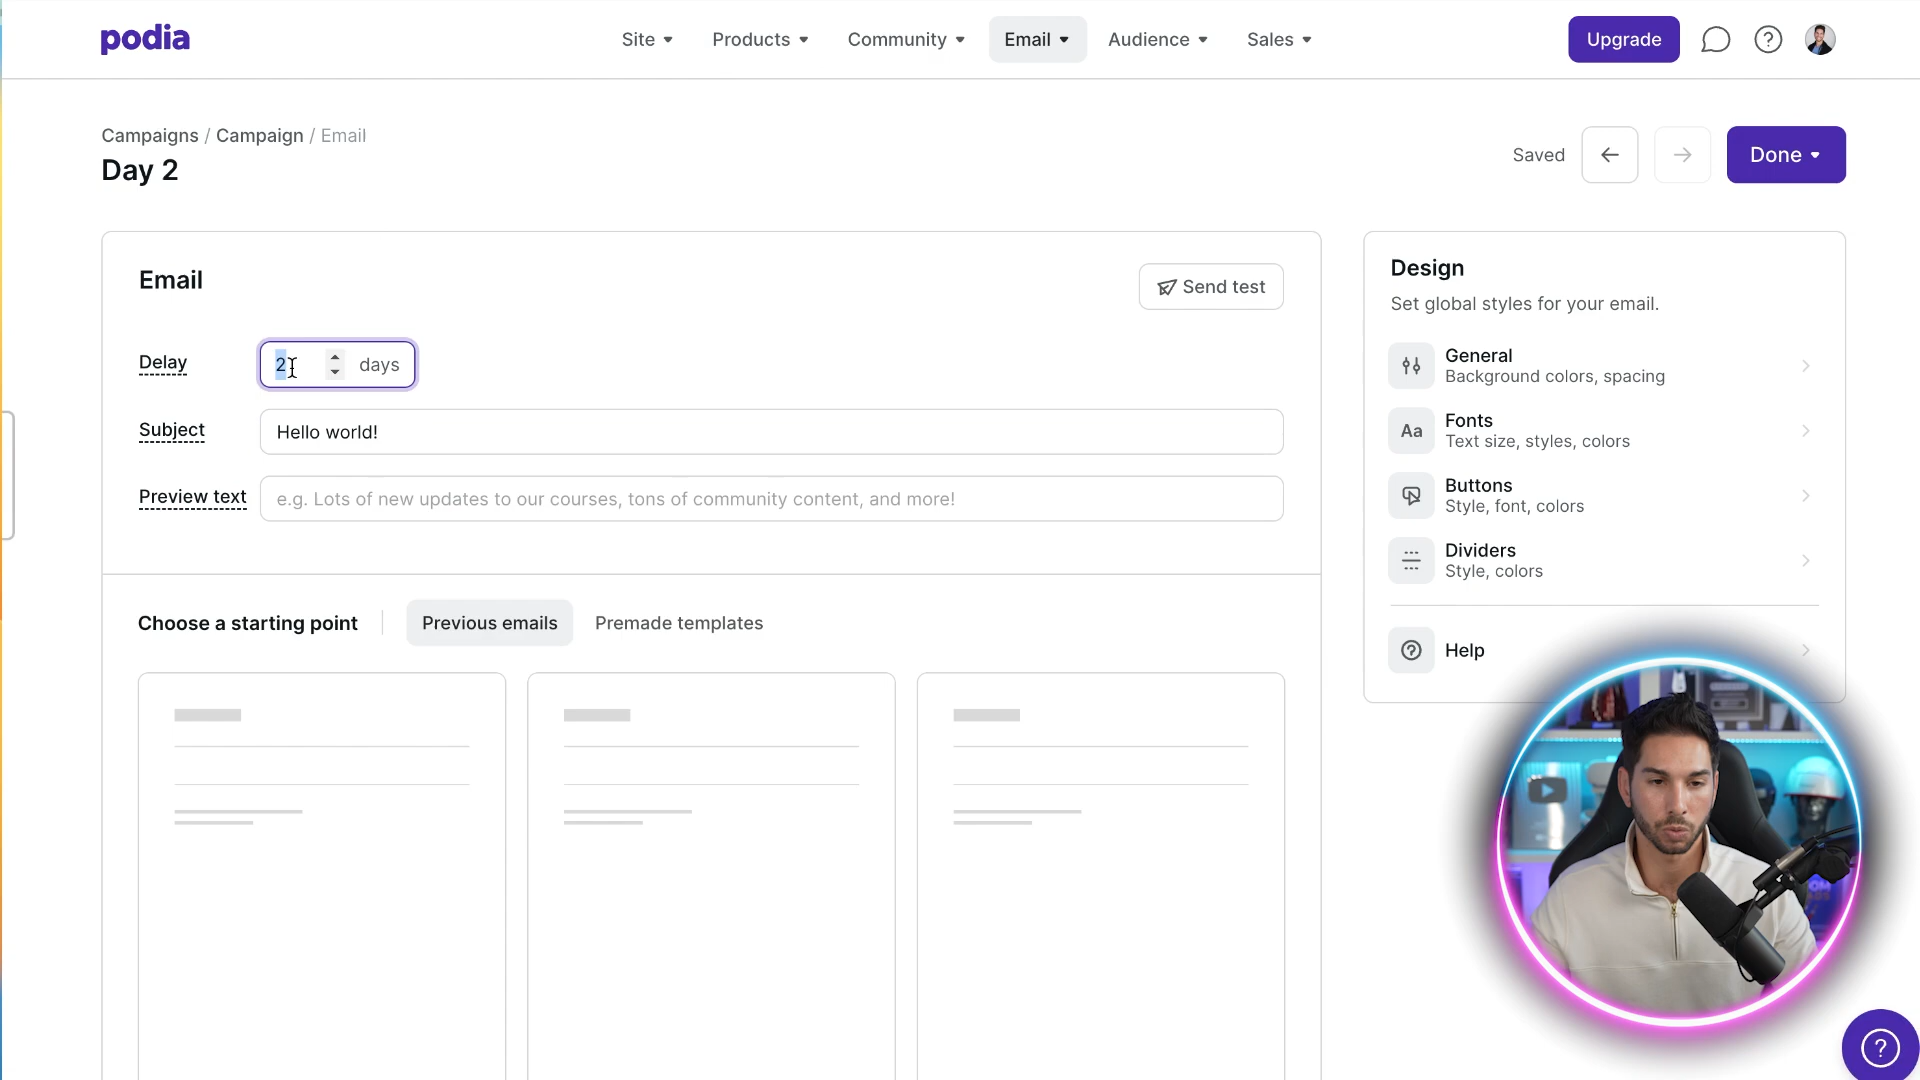 podia
Site
Products
Community
Email
Audience
Sales
Upgrade
Campaigns / Campaign / Email
Day 2
Saved
Done
Email
Send test
Delay
2
days
Subject
Hello world!
Preview text
e.g. Lots of new updates to our courses, tons of community content, and more!
Choose a starting point
Previous emails
Premade templates
Design
Set global styles for your email.
General
Background colors, spacing
Aa
Fonts
Text size, styles, colors
Buttons
Style, font, colors
Dividers
Style, colors
Help